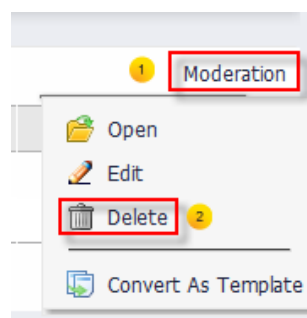 1 Moderation
Open
Edit
Delete 2
Convert As Template